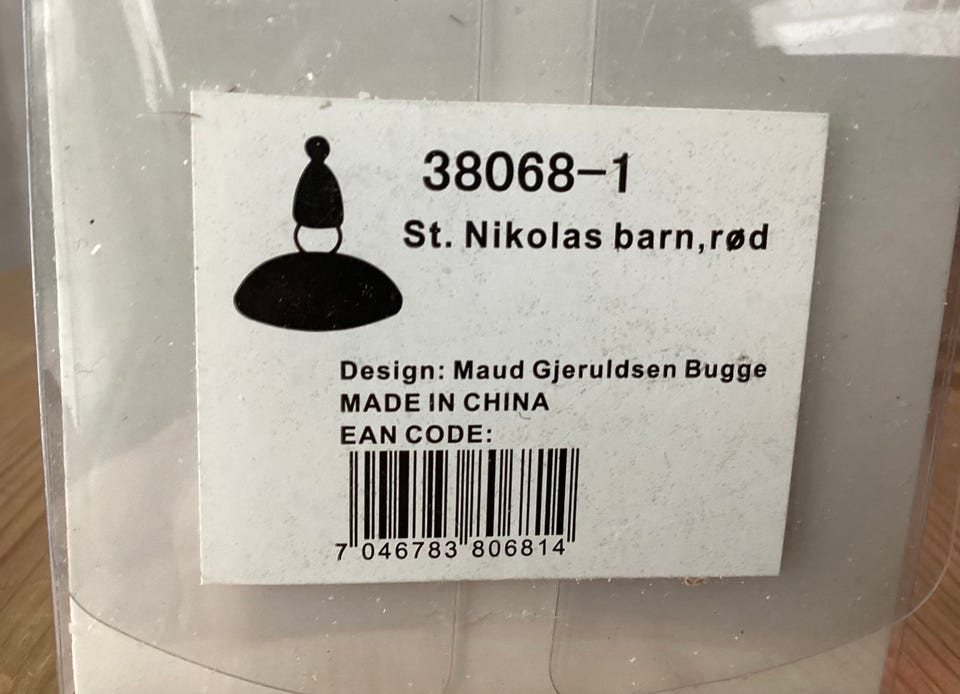 38068-1
St. Nikolas barn,rød
Design: Maud Gjeruldsen Bugge
MADE IN CHINA
EAN CODE:
7 046783 806814